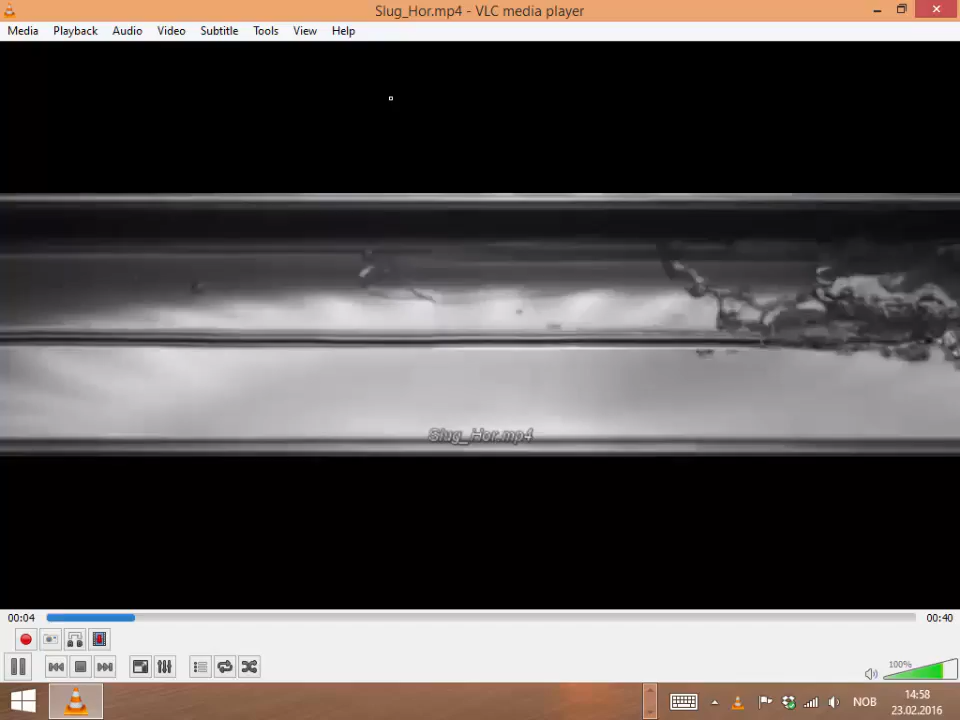 Slug_Hor.mp4 - VLC media player
Media Playback Audio Video Subtitle Tools View Help
Slug_Hor.mp4
00:04 00:40
100%
NOB
14:58
23.02.2016